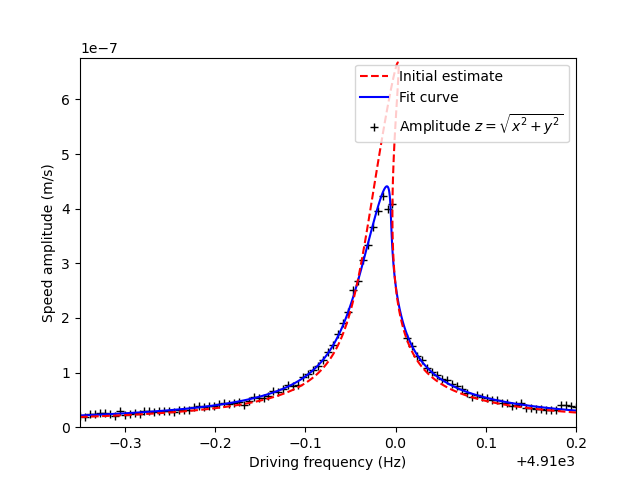 1e−7
Initial estimate
Fit curve
Amplitude z = √x² + y²
6
5
4
3
2
1
0
Speed amplitude (m/s)
−0.3 −0.2 −0.1 0.0 0.1 0.2
Driving frequency (Hz)
+4.91e3